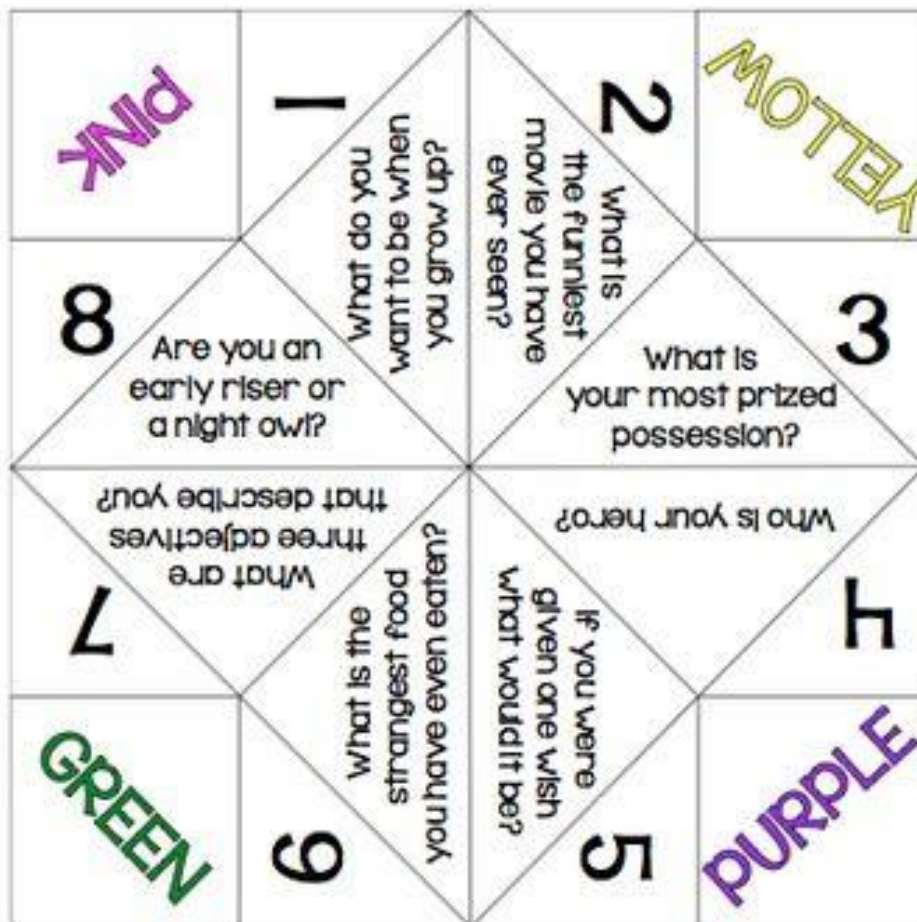 PINK
1
What do you
want to be when
you grow up?
2
What is
the funniest
movie you have
ever seen?
YELLOW
3
What is
your most prized
possession?
4
Who is your hero?
PURPLE
5
If you were
given one wish
what would it be?
6
What is the
strangest food
you have even eaten?
GREEN
7
What are
three adjectives
that describe you?
8
Are you an
early riser or
a night owl?